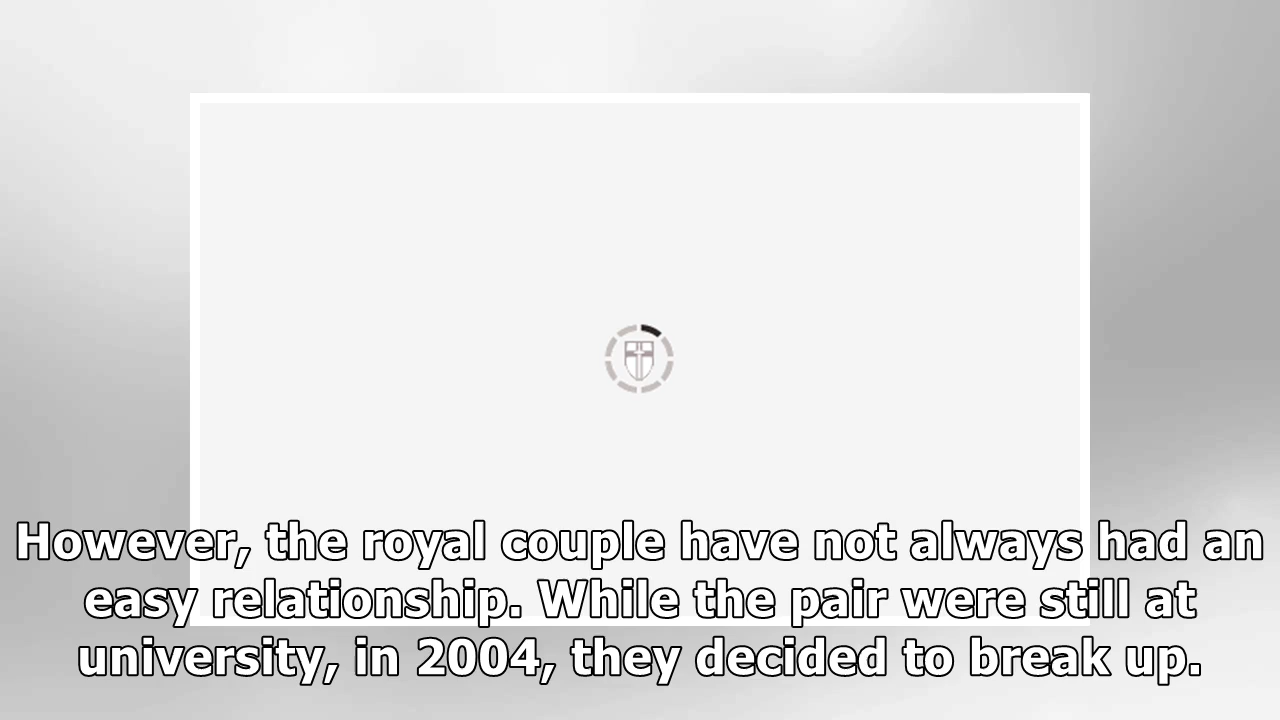 However, the royal couple have not always had an
easy relationship. While the pair were still at
university, in 2004, they decided to break up.